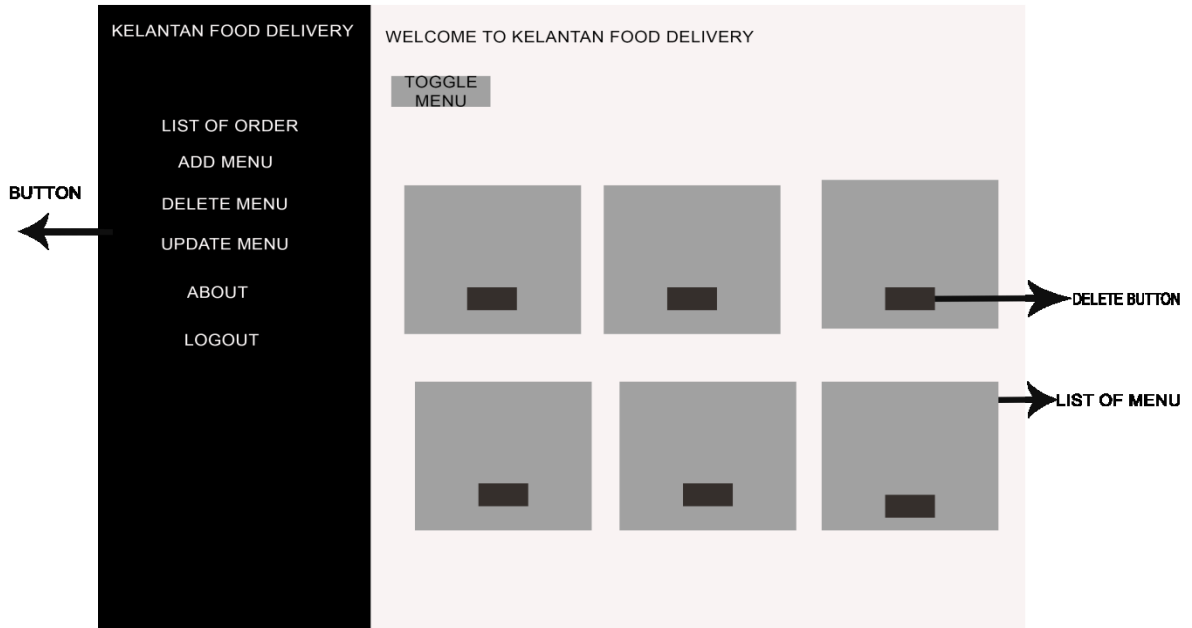 KELANTAN FOOD DELIVERY
WELCOME TO KELANTAN FOOD DELIVERY
TOGGLE
MENU
LIST OF ORDER
ADD MENU
DELETE MENU
UPDATE MENU
ABOUT
LOGOUT
BUTTON
DELETE BUTTON
LIST OF MENU